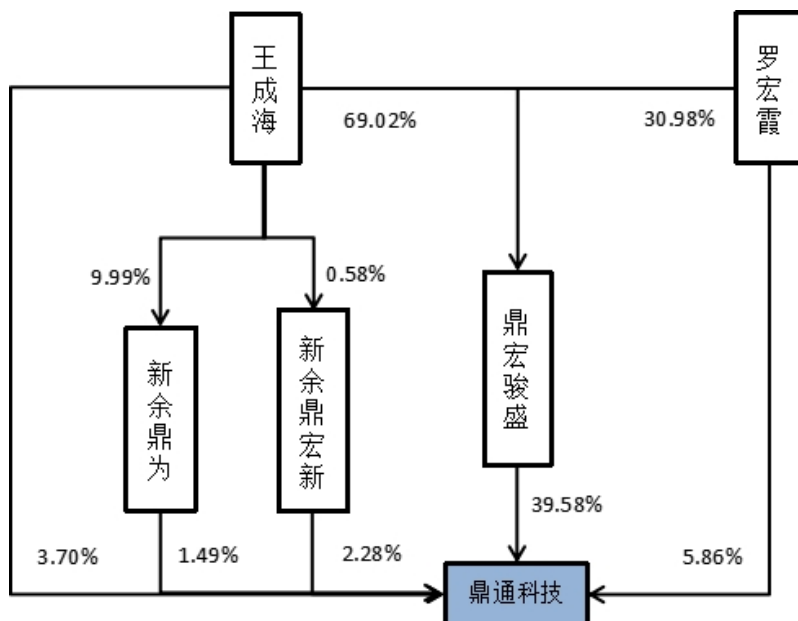 王成海
罗宏霞
69.02%
30.98%
9.99%
0.58%
新余鼎为
新余鼎宏新
鼎宏骏盛
39.58%
3.70%
1.49%
2.28%
5.86%
鼎通科技